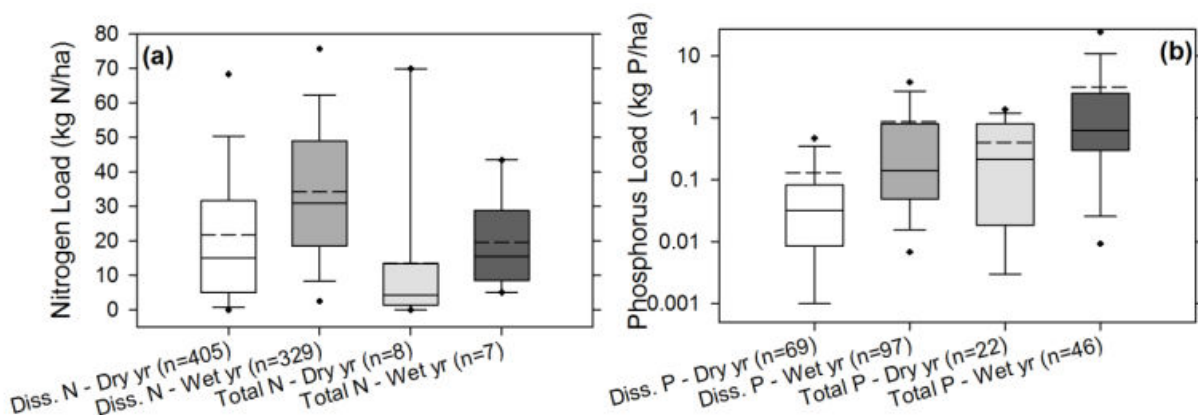 (a)
Nitrogen Load (kg N/ha)
80
70
60
50
40
30
20
10
0
Diss. N - Dry yr (n=405)
Diss. N - Wet yr (n=329)
Total N - Dry yr (n=8)
Total N - Wet yr (n=7)
(b)
Phosphorus Load (kg P/ha)
10
1
0.1
0.01
0.001
Diss. P - Dry yr (n=69)
Diss. P - Wet yr (n=97)
Total P - Dry yr (n=22)
Total P - Wet yr (n=46)